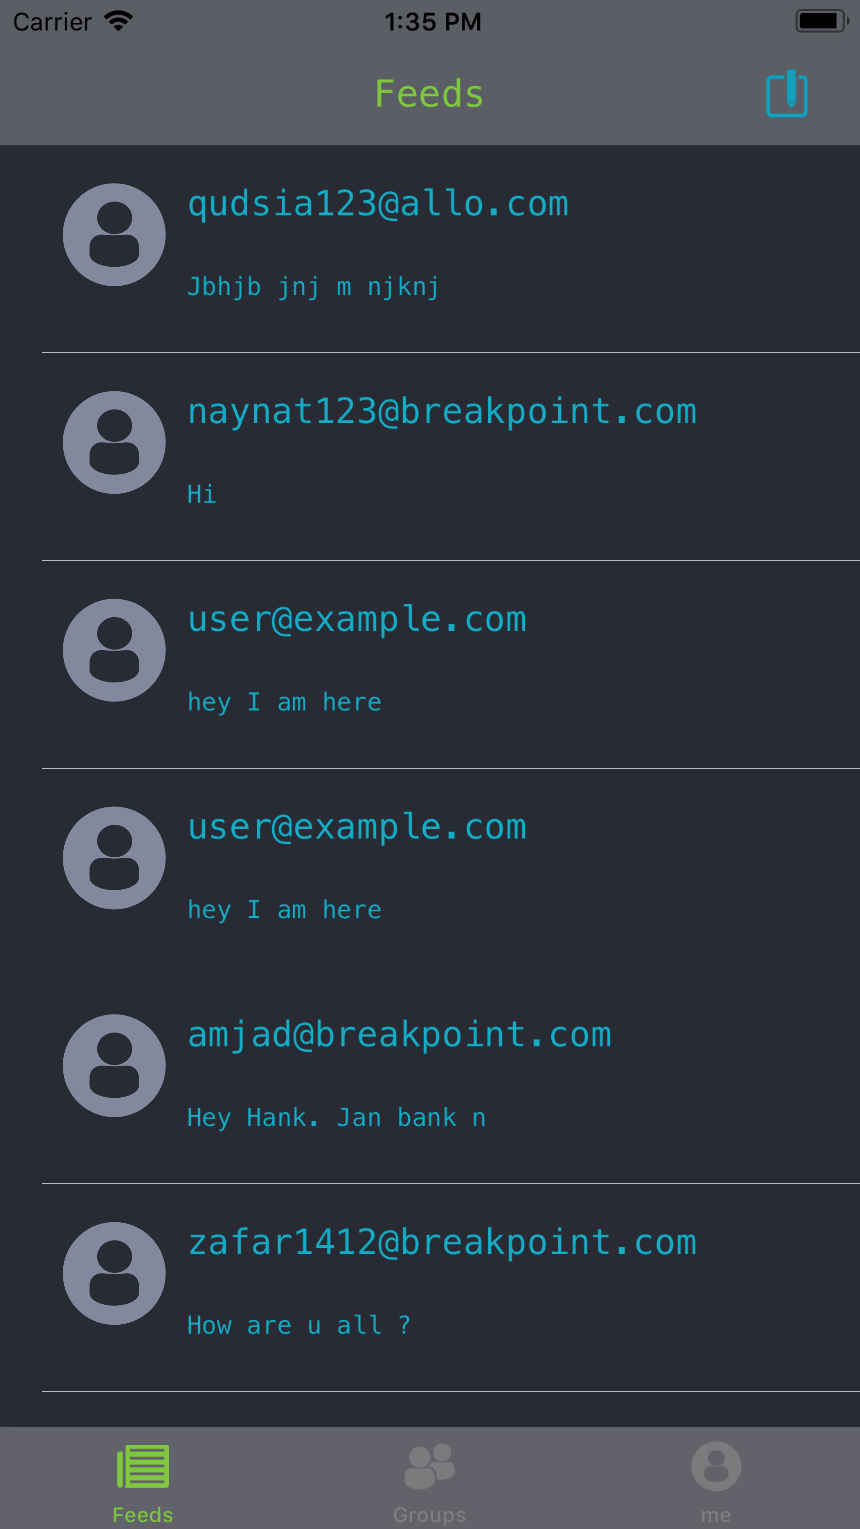 Carrier 1:35 PM
Feeds
qudsia123@allo.com
Jbhjb jnj m njknj
naynat123@breakpoint.com
Hi
user@example.com
hey I am here
user@example.com
hey I am here
amjad@breakpoint.com
Hey Hank. Jan bank n
zafar1412@breakpoint.com
How are u all ?
Feeds Groups me